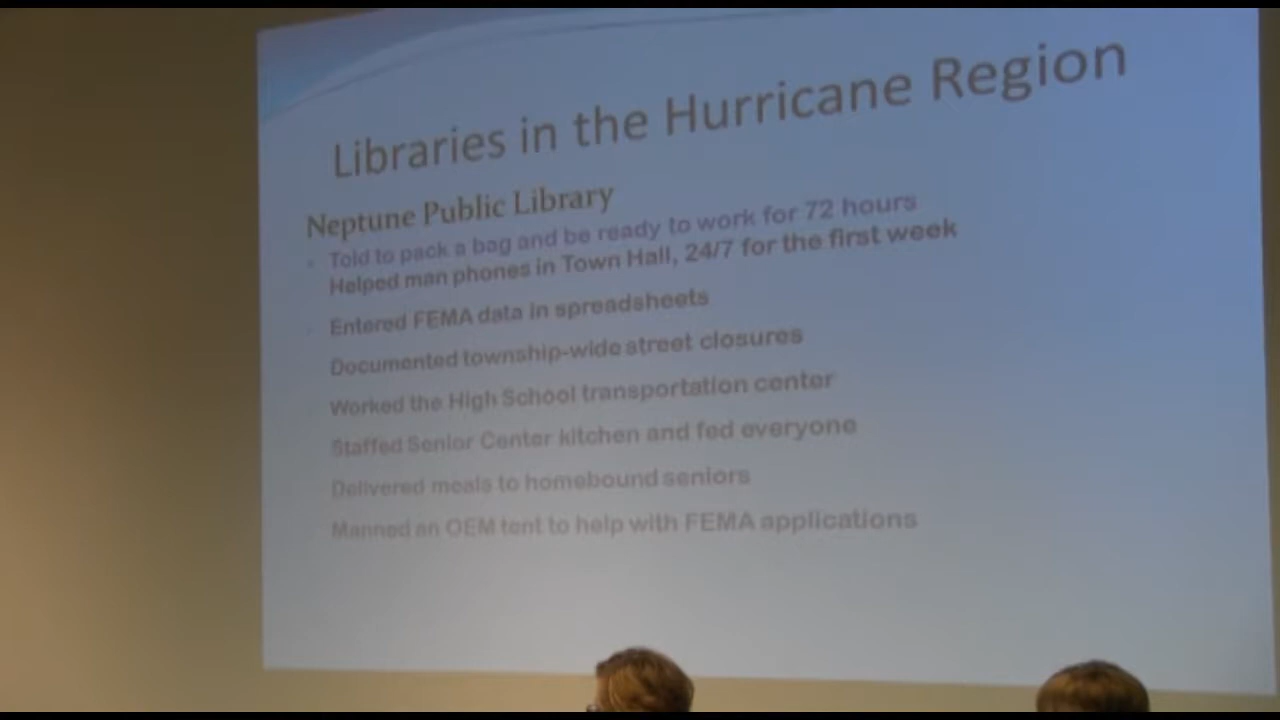 Libraries in the Hurricane Region
Neptune Public Library
• Told to pack a bag and be ready to work for 72 hours
Helped man phones in Town Hall, 24/7 for the first week
Entered FEMA data in spreadsheets
Documented township-wide street closures
Worked the High School transportation center
Staffed Senior Center kitchen and fed everyone
Delivered meals to homebound seniors
Manned an OEM tent to help with FEMA applications